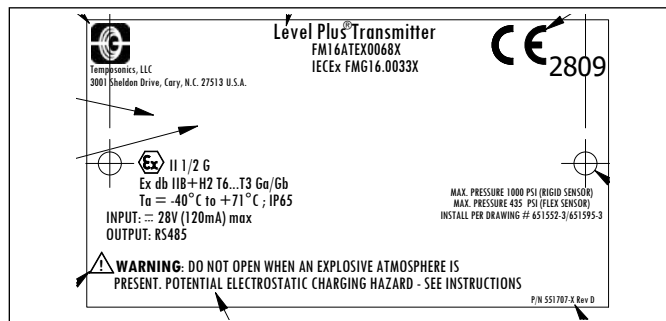 Level Plus® Transmitter
FM16ATEX0068X
IECEx FMG16.0033X
CE 2809
Temposonics, LLC
3001 Sheldon Drive, Cary, N.C. 27513 U.S.A.
Ex II 1/2 G
Ex db IIB+H2 T6...T3 Ga/Gb
Ta = -40°C to +71°C ; IP65
INPUT: ⎓ 28V (120mA) max
OUTPUT: RS485
MAX. PRESSURE 1000 PSI (RIGID SENSOR)
MAX. PRESSURE 435 PSI (FLEX SENSOR)
INSTALL PER DRAWING # 651552-3/651595-3
WARNING: DO NOT OPEN WHEN AN EXPLOSIVE ATMOSPHERE IS
PRESENT. POTENTIAL ELECTROSTATIC CHARGING HAZARD - SEE INSTRUCTIONS
P/N 551707-X Rev D